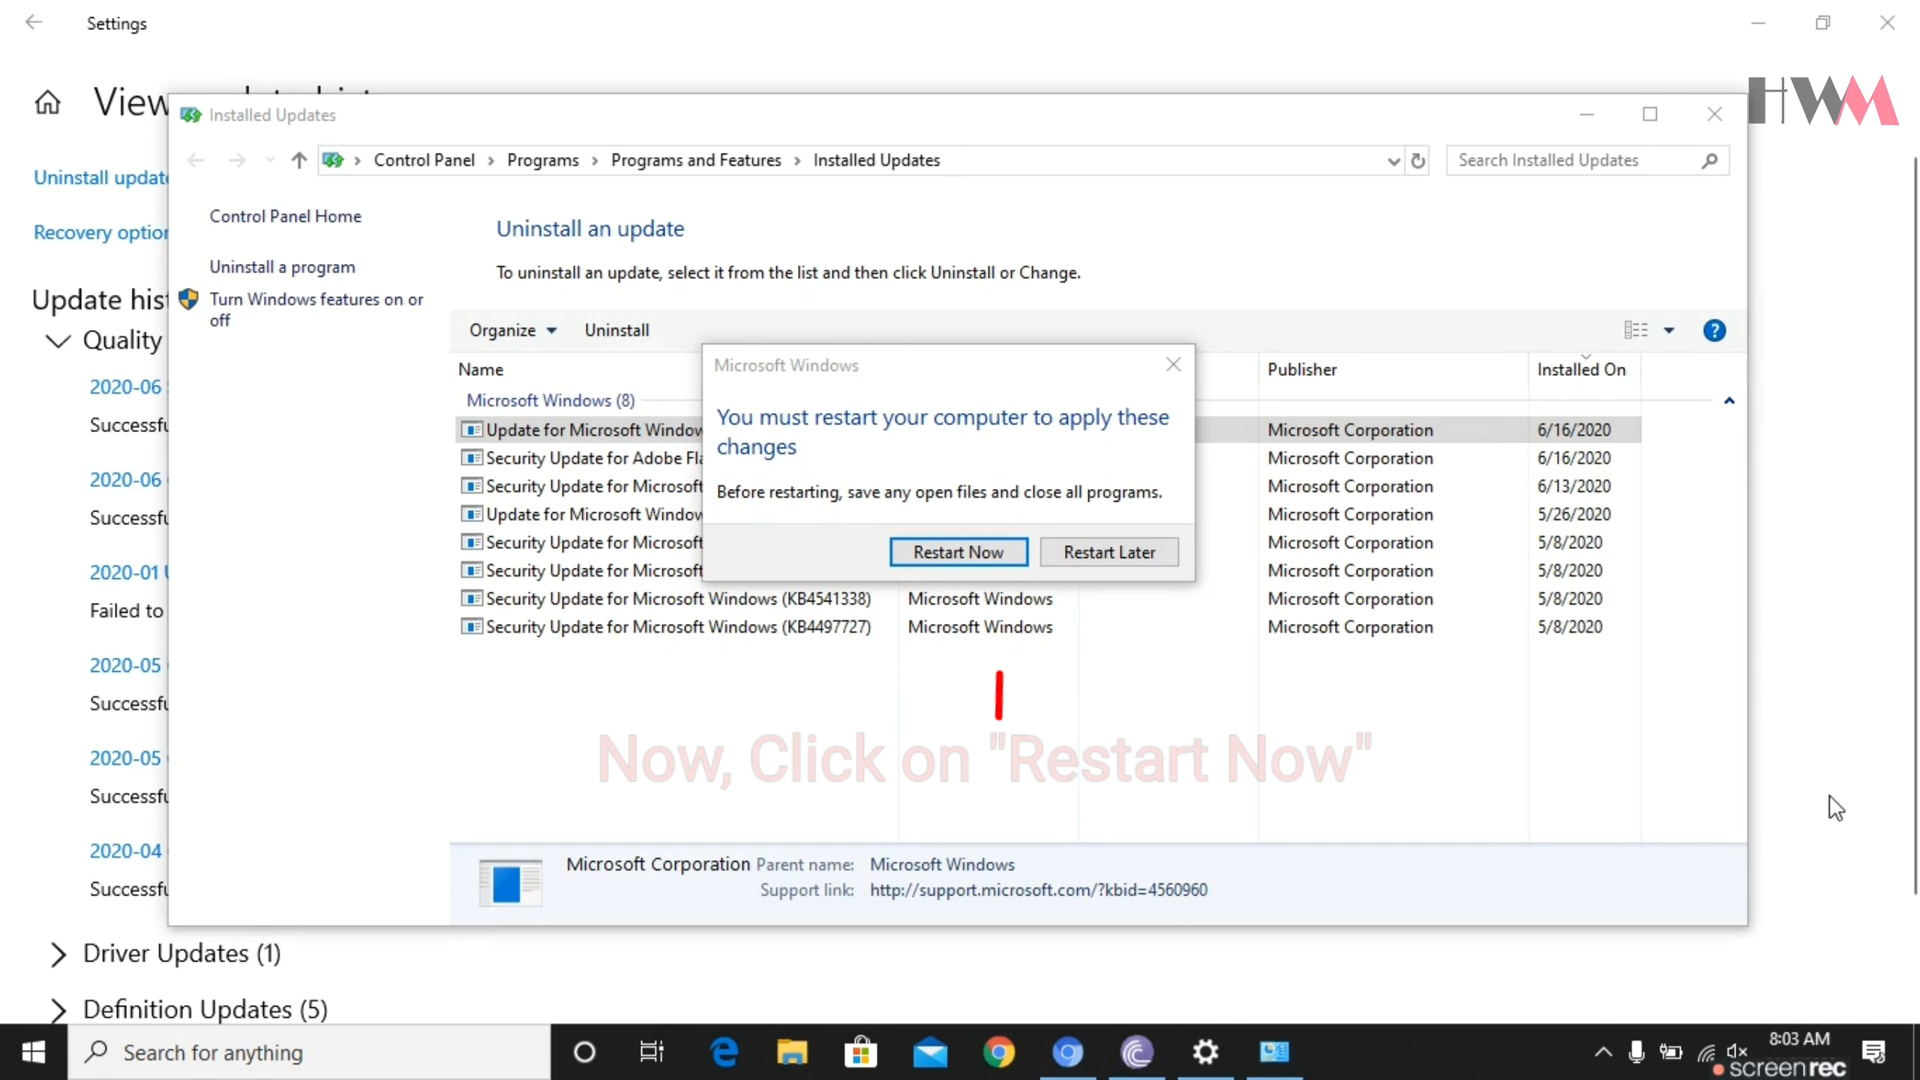 Settings
View
HWM
Installed Updates
Control Panel > Programs > Programs and Features > Installed Updates
Search Installed Updates
Uninstall update
Recovery option
Control Panel Home
Uninstall a program
Turn Windows features on or
off
Uninstall an update
To uninstall an update, select it from the list and then click Uninstall or Change.
Update his
Quality
Organize
Uninstall
Name
Publisher
Installed On
Microsoft Windows (8)
Update for Microsoft Window
Microsoft Corporation
6/16/2020
Security Update for Adobe Fla
Microsoft Corporation
6/16/2020
Security Update for Microsoft
Microsoft Corporation
6/13/2020
Update for Microsoft Window
Microsoft Corporation
5/26/2020
Security Update for Microsoft
Microsoft Corporation
5/8/2020
Security Update for Microsoft
Microsoft Corporation
5/8/2020
Security Update for Microsoft Windows (KB4541338)
Microsoft Windows
Microsoft Corporation
5/8/2020
Security Update for Microsoft Windows (KB4497727)
Microsoft Windows
Microsoft Corporation
5/8/2020
Microsoft Windows
You must restart your computer to apply these
changes
Before restarting, save any open files and close all programs.
Restart Now
Restart Later
2020-06
Successfu
2020-06
Successfu
2020-01
Failed to
2020-05
Successfu
2020-05
Successfu
2020-04
Successfu
Now, Click on "Restart Now"
Microsoft Corporation
Parent name: Microsoft Windows
Support link: http://support.microsoft.com/?kbid=4560960
Driver Updates (1)
Definition Updates (5)
Search for anything
8:03 AM
screenrec